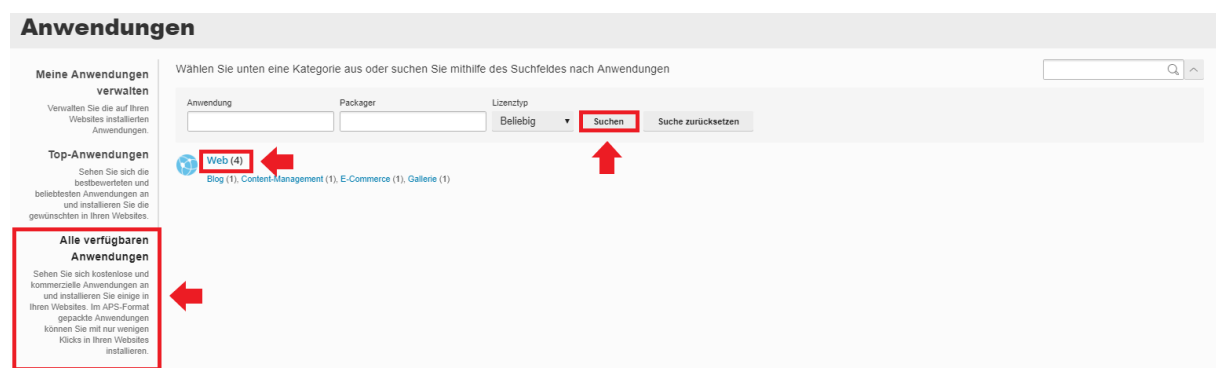 Anwendungen
Meine Anwendungen
verwalten
Verwalten Sie die auf Ihren
Websites installierten
Anwendungen.
Top-Anwendungen
Sehen Sie sich die
bestbewerteten und
beliebtesten Anwendungen an
und installieren Sie die
gewünschten in Ihren Websites.
Alle verfügbaren
Anwendungen
Sehen Sie sich kostenlose und
kommerzielle Anwendungen an
und installieren Sie einige in
Ihren Websites. Im APS-Format
gepackte Anwendungen
können Sie mit nur wenigen
Klicks in Ihren Websites
installieren.
Wählen Sie unten eine Kategorie aus oder suchen Sie mithilfe des Suchfeldes nach Anwendungen
Anwendung Packager Lizenztyp
Beliebig Suchen Suche zurücksetzen
Web (4)
Blog (1), Content-Management (1), E-Commerce (1), Gallerie (1)